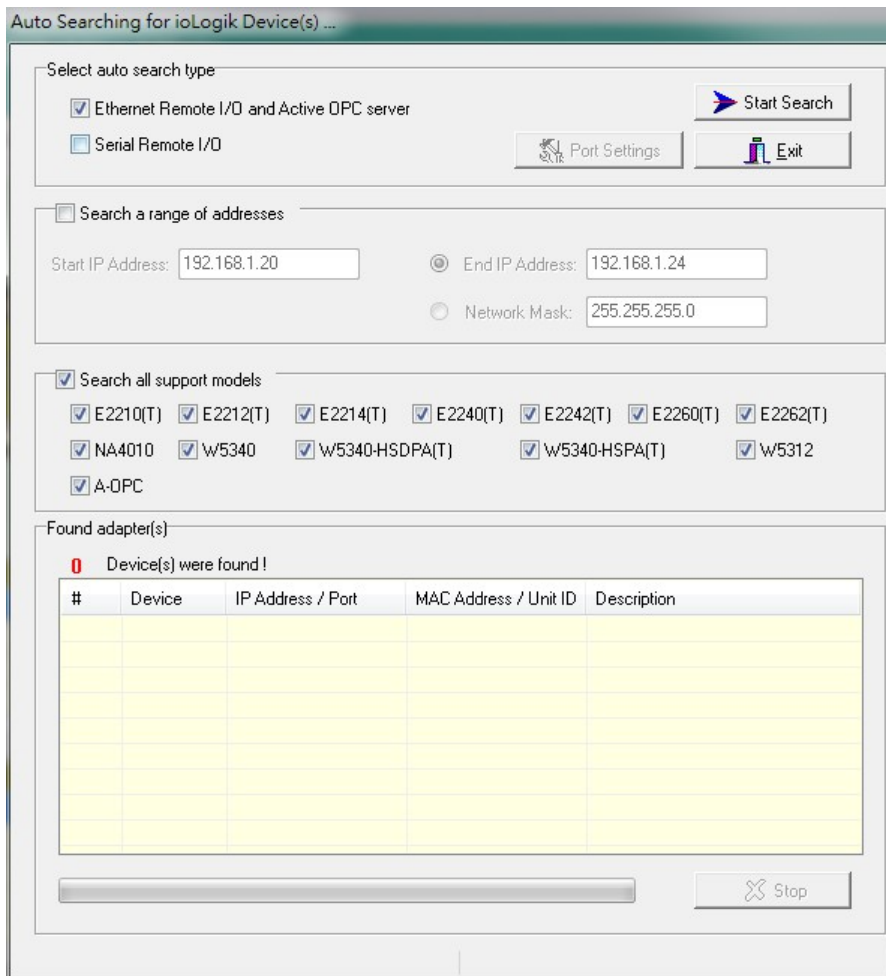 Auto Searching for ioLogik Device(s) ...
Select auto search type
Ethernet Remote I/O and Active OPC server
Start Search
Serial Remote I/O
Port Settings
Exit
Search a range of addresses
Start IP Address: 192.168.1.20
End IP Address: 192.168.1.24
Network Mask: 255.255.255.0
Search all support models
E2210(T) E2212(T) E2214(T) E2240(T) E2242(T) E2260(T) E2262(T)
NA4010 W5340 W5340-HSDPA(T) W5340-HSPA(T) W5312
A-OPC
Found adapter(s)
0 Device(s) were found !
# Device IP Address / Port MAC Address / Unit ID Description
Stop